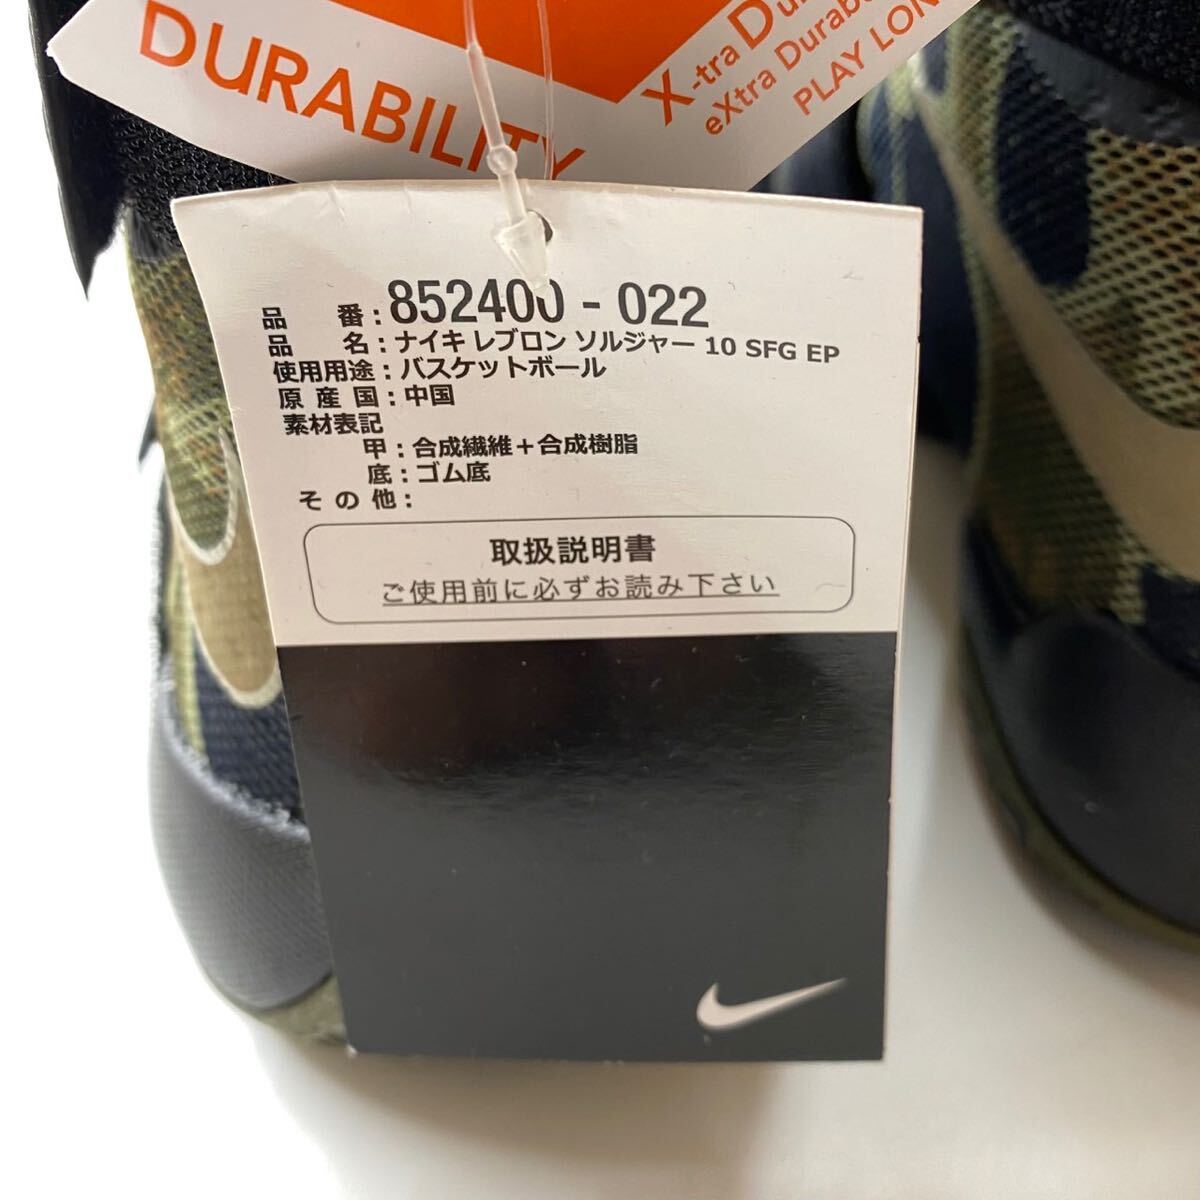 DURABILITY
X-tra Du
eXtra Durabl
PLAY LON
品 番:852400-022
品 名:ナイキ レブロン ソルジャー 10 SFG EP
使用用途:バスケットボール
原 産 国:中国
素材表記
甲:合成繊維+合成樹脂
底:ゴム底
そ の 他:
取扱説明書
ご使用前に必ずお読み下さい